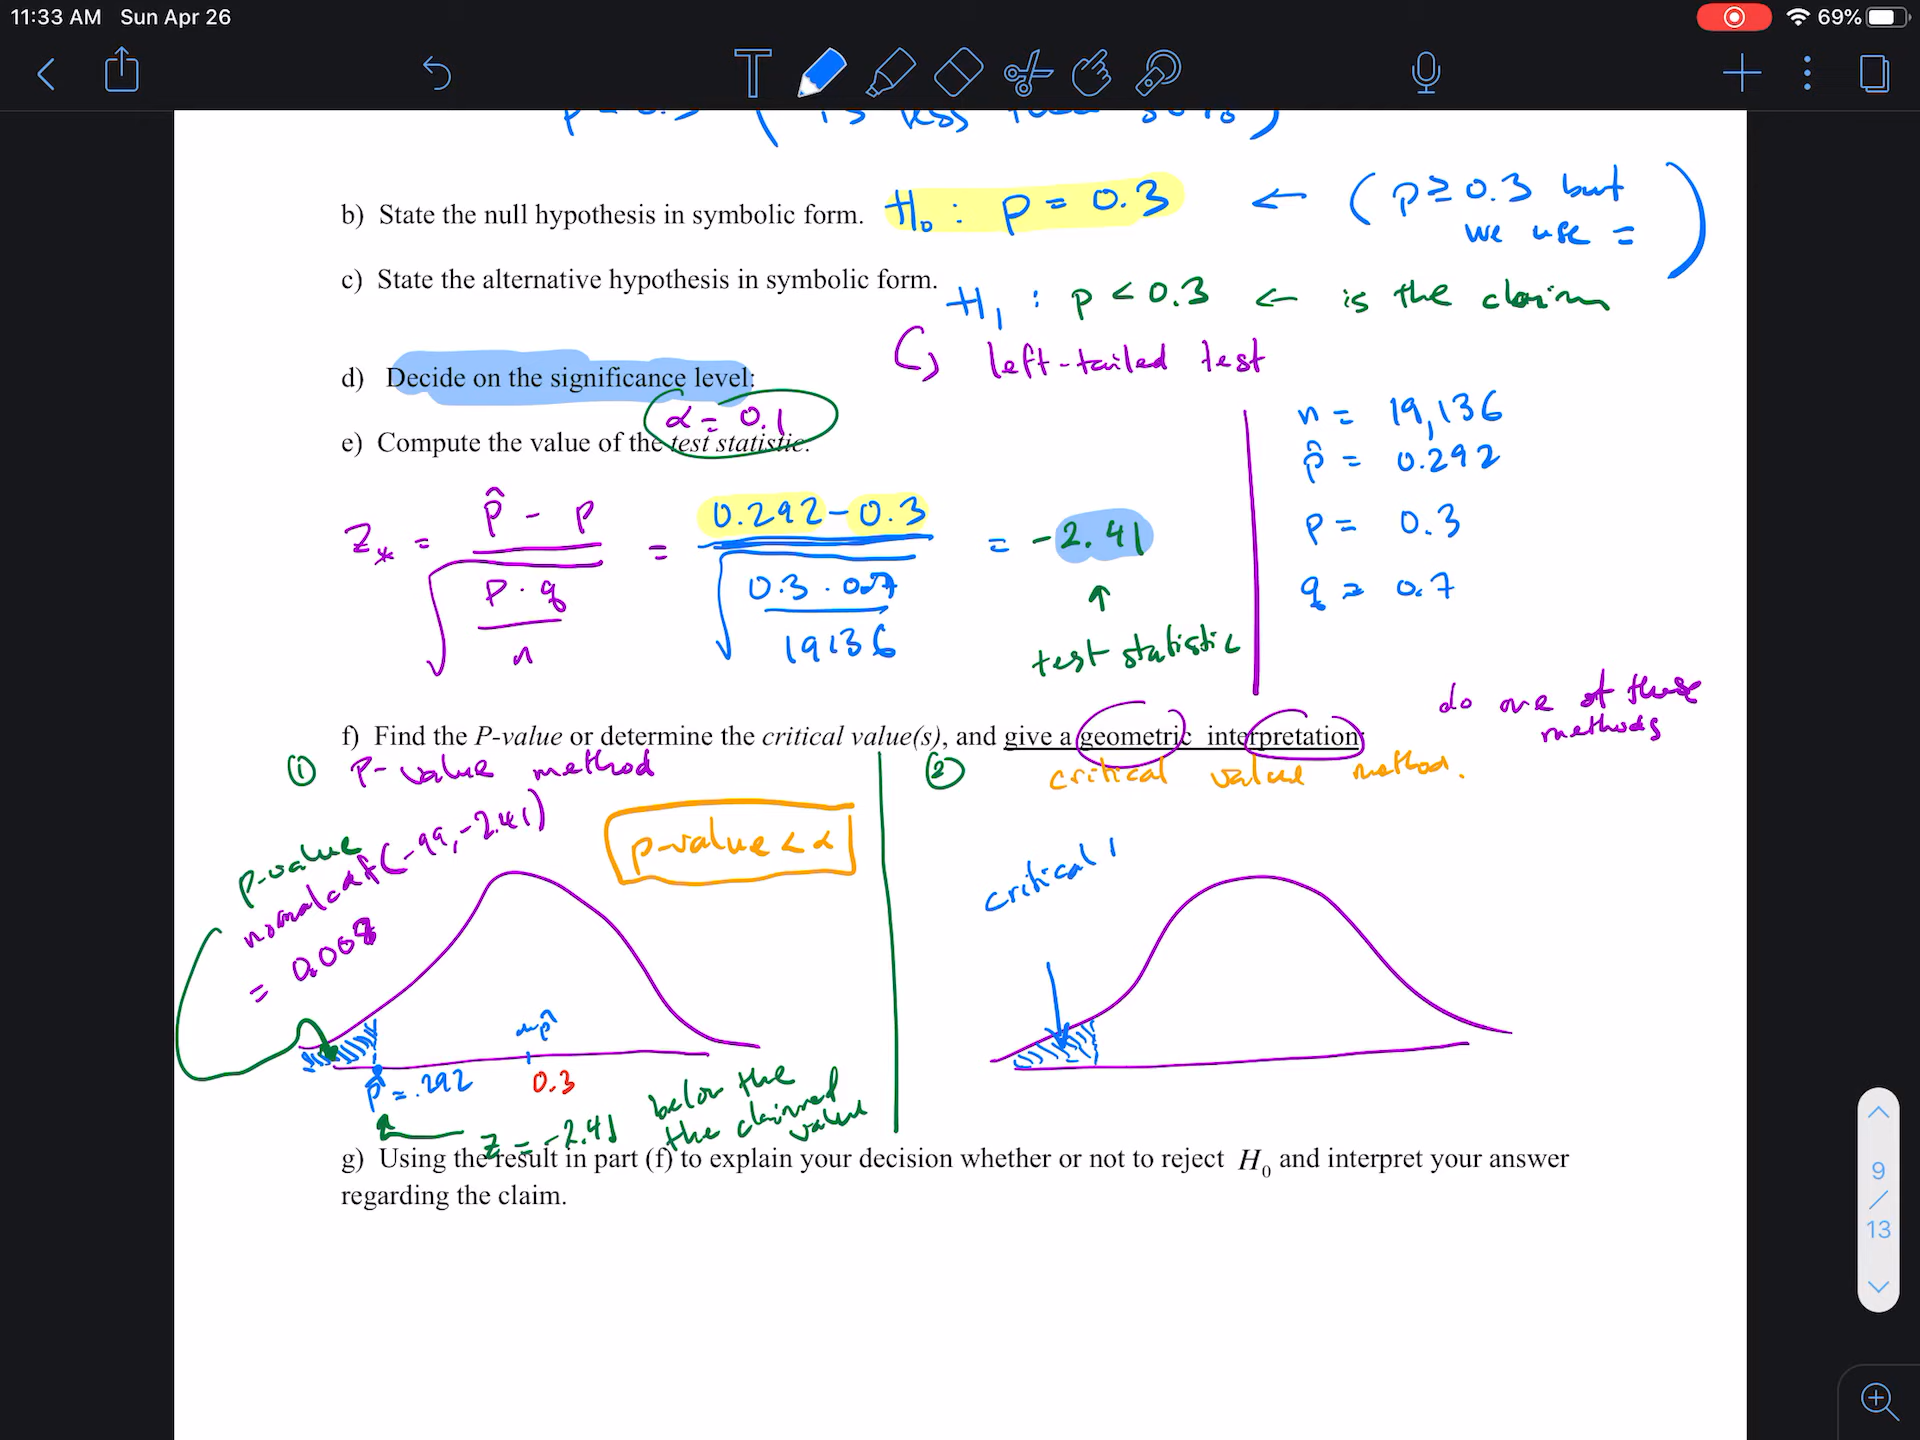 11:33 AM Sun Apr 26
69%
T
b) State the null hypothesis in symbolic form. H₀ : p = 0.3 ← (p ≥ 0.3 but
we use =)
c) State the alternative hypothesis in symbolic form.
H₁ : p < 0.3 ← is the claim
left-tailed test
d) Decide on the significance level:
α = 0.1
e) Compute the value of the test statistic.
n = 19,136
p̂ = 0.292
p = 0.3
q = 0.7
z* = (p̂ - p) / √(p · q / n) = (0.292 - 0.3) / √(0.3 · 0.7 / 19136) = -2.41
↑
test statistic
do one of these
methods
f) Find the P-value or determine the critical value(s), and give a geometric interpretation:
① P-value method
② critical value method.
p-value
normalcdf(-99, -2.41)
= 0.008
p-value < α
critical
μp̂
p̂ = .292
0.3
z = -2.41 below the
the claimed
value
g) Using the result in part (f) to explain your decision whether or not to reject H₀ and interpret your answer
regarding the claim.
9
/
13